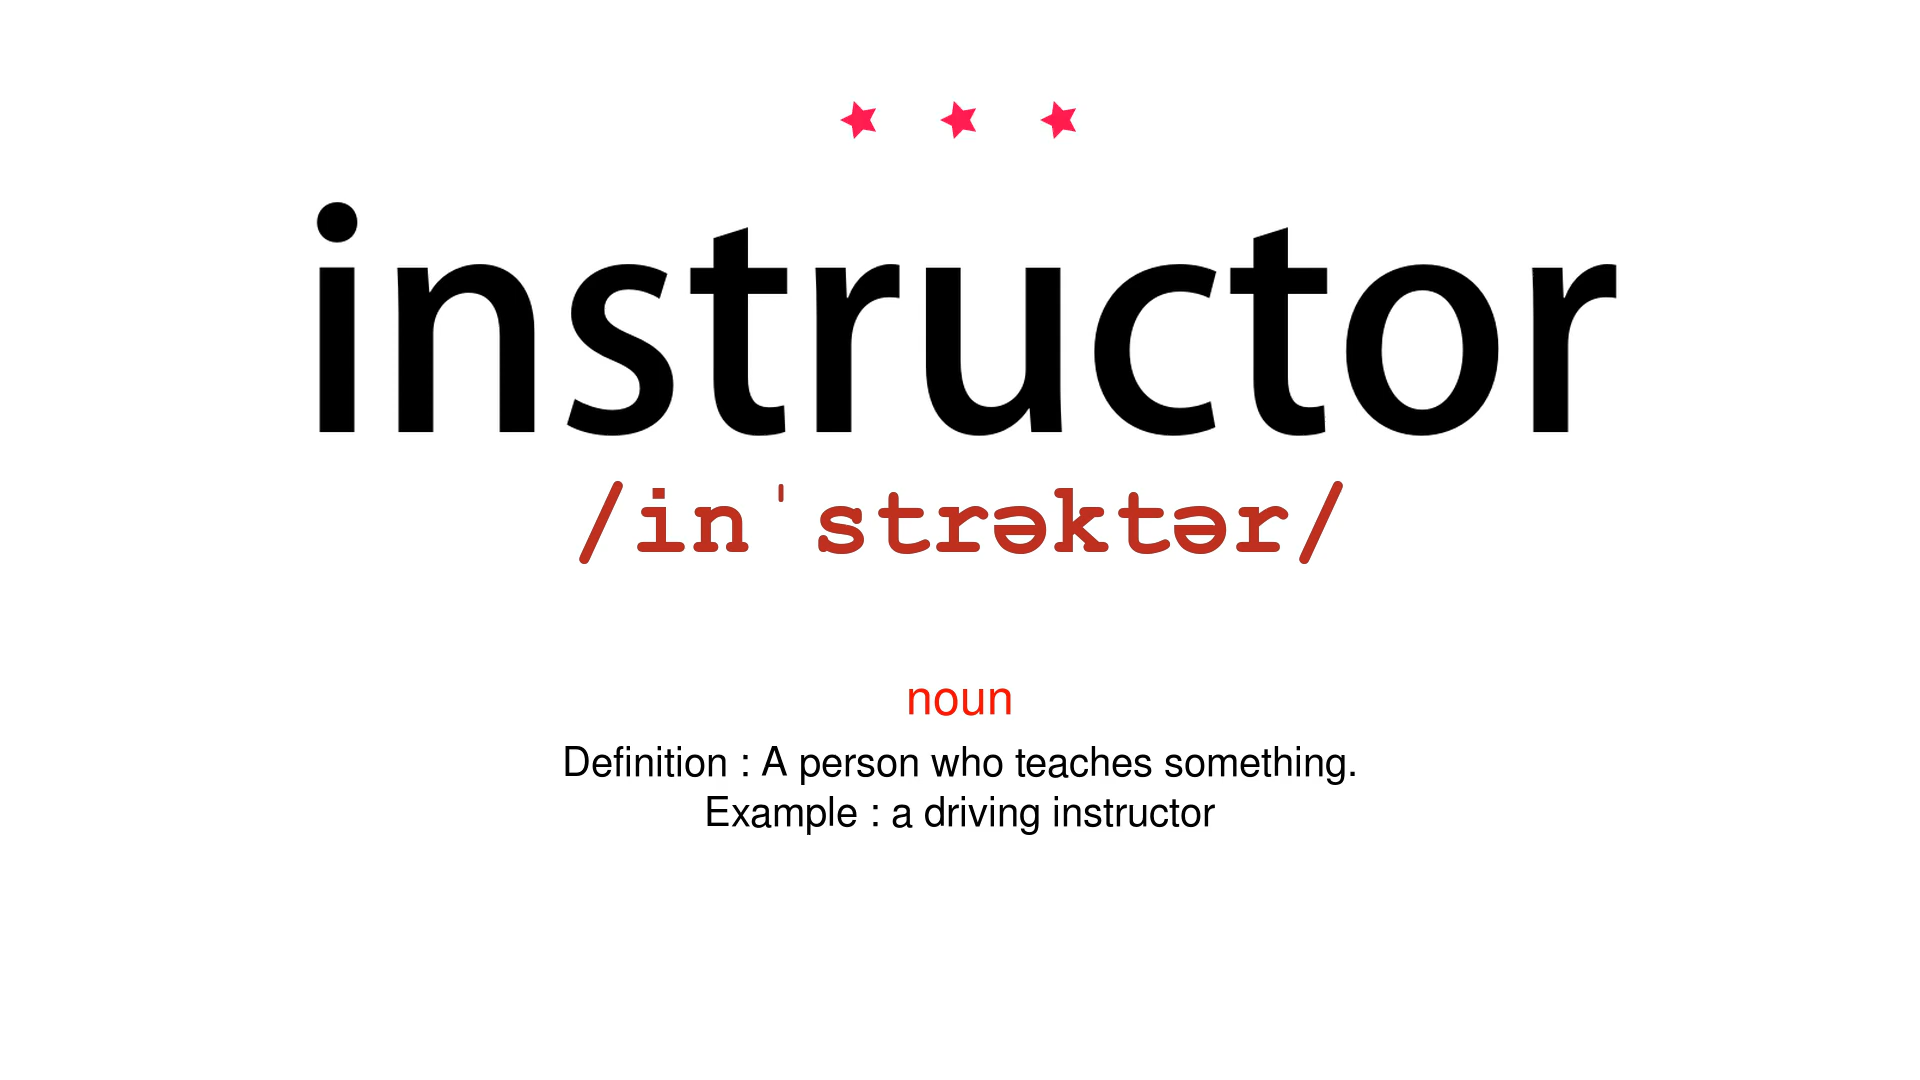 instructor
/inˈstrəktər/
noun
Definition : A person who teaches something.
Example : a driving instructor